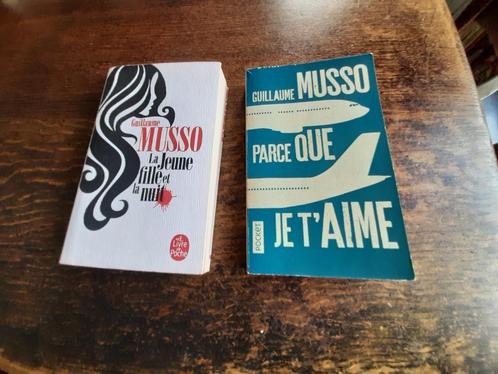 Guillaume
MUSSO
La Jeune
fille et
la nuit
Le
Livre
de
Poche
GUILLAUME MUSSO
PARCE QUE
JE T'AIME
POCKET